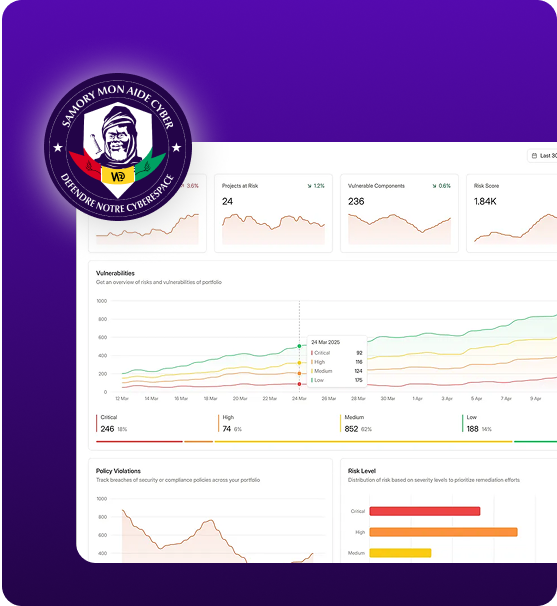 SAMORY MON AIDE CYBER
DEFENDRE NOTRE CYBERESPACE
Last 30
3.6%
Projects at Risk
1.2%
24
Vulnerable Components
0.6%
236
Risk Score
1.84K
Vulnerabilities
Get an overview of risks and vulnerabilities of portfolio
1000
800
600
400
200
0
24 Mar 2025
Critical 92
High 116
Medium 124
Low 175
12 Mar 14 Mar 16 Mar 18 Mar 20 Mar 22 Mar 24 Mar 26 Mar 28 Mar 30 Mar 1 Apr 3 Apr 5 Apr 7 Apr 9 Apr
Critical
246 18%
High
74 6%
Medium
852 62%
Low
188 14%
Policy Violations
Track breaches of security or compliance policies across your portfolio
1000
800
600
400
Risk Level
Distribution of risk based on severity levels to prioritize remediation efforts
Critical
High
Medium